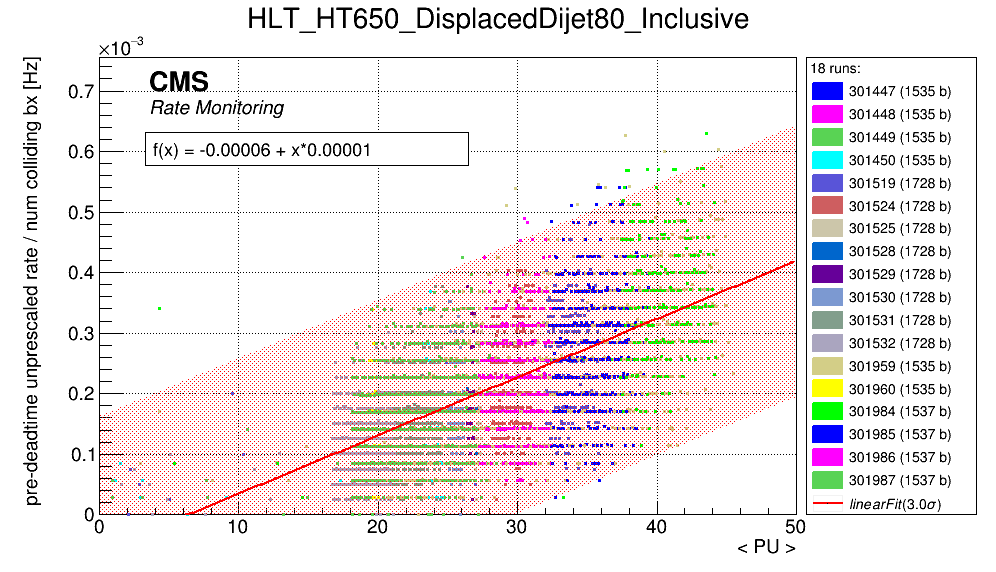 HLT_HT650_DisplacedDijet80_Inclusive
×10⁻³
CMS
Rate Monitoring
f(x) = -0.00006 + x*0.00001
pre-deadtime unprescaled rate / num colliding bx [Hz]
0.7
0.6
0.5
0.4
0.3
0.2
0.1
0
0 10 20 30 40 50
< PU >
18 runs:
301447 (1535 b)
301448 (1535 b)
301449 (1535 b)
301450 (1535 b)
301519 (1728 b)
301524 (1728 b)
301525 (1728 b)
301528 (1728 b)
301529 (1728 b)
301530 (1728 b)
301531 (1728 b)
301532 (1728 b)
301959 (1535 b)
301960 (1535 b)
301984 (1537 b)
301985 (1537 b)
301986 (1537 b)
301987 (1537 b)
linearFit(3.0σ)